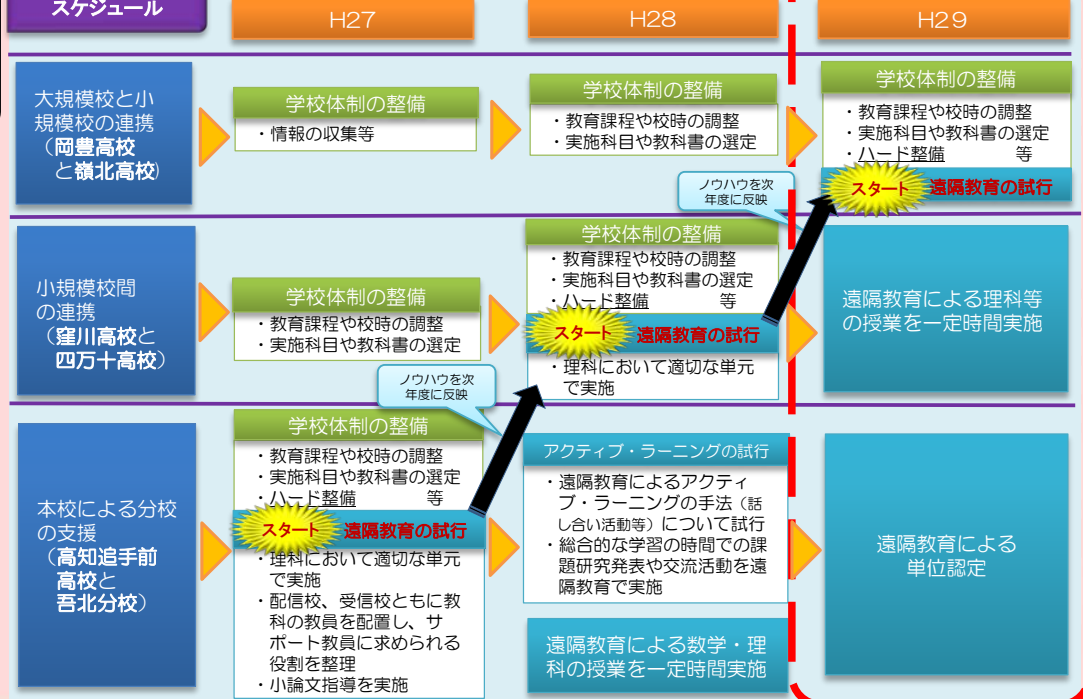 スケジュール
H27
H28
H29
大規模校と小
規模校の連携
（岡豊高校
と嶺北高校）
学校体制の整備
・情報の収集等
学校体制の整備
・教育課程や校時の調整
・実施科目や教科書の選定
学校体制の整備
・教育課程や校時の調整
・実施科目や教科書の選定
・ハード整備　　　等
スタート　遠隔教育の試行
ノウハウを次
年度に反映
小規模校間
の連携
（窪川高校と
四万十高校）
学校体制の整備
・教育課程や校時の調整
・実施科目や教科書の選定
学校体制の整備
・教育課程や校時の調整
・実施科目や教科書の選定
・ハード整備　　　等
スタート　遠隔教育の試行
・理科において適切な単元
で実施
遠隔教育による理科等
の授業を一定時間実施
ノウハウを次
年度に反映
本校による分校
の支援
（高知追手前
高校と
吾北分校）
学校体制の整備
・教育課程や校時の調整
・実施科目や教科書の選定
・ハード整備　　　等
スタート　遠隔教育の試行
・理科において適切な単元
で実施
・配信校、受信校ともに教
科の教員を配置し、サ
ポート教員に求められる
役割を整理
・小論文指導を実施
アクティブ・ラーニングの試行
・遠隔教育によるアクティ
ブ・ラーニングの手法（話
し合い活動等）について試行
・総合的な学習の時間での課
題研究発表や交流活動を遠
隔教育で実施
遠隔教育による数学・理
科の授業を一定時間実施
遠隔教育による
単位認定